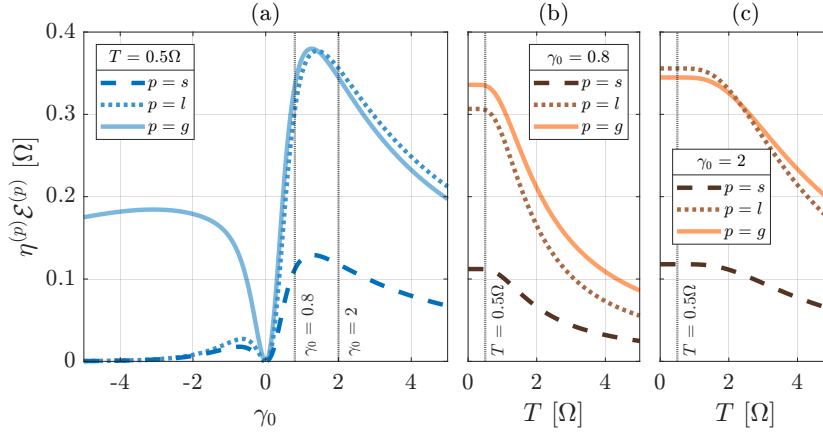 (a) (b) (c)
η^(p) ℰ^(p) [Ω]
0.4
0.3
0.2
0.1
0
T = 0.5Ω
p = s
p = l
p = g
γ₀ = 0.8
γ₀ = 2
-4 -2 0 2 4
γ₀
γ₀ = 0.8
p = s
p = l
p = g
T = 0.5Ω
0 2 4
T [Ω]
γ₀ = 2
p = s
p = l
p = g
T = 0.5Ω
0 2 4
T [Ω]